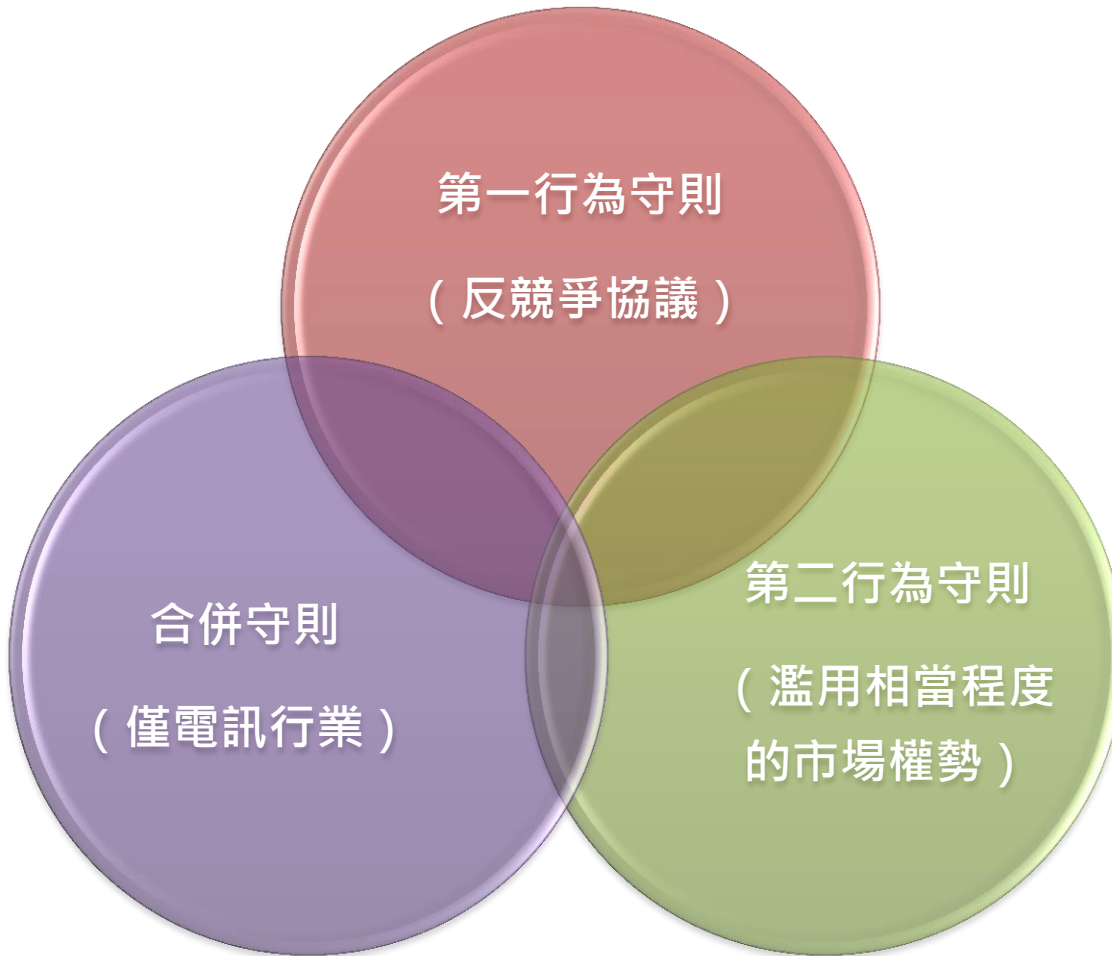 第一行為守則
（反競爭協議）
合併守則
（僅電訊行業）
第二行為守則
（濫用相當程度
的市場權勢）